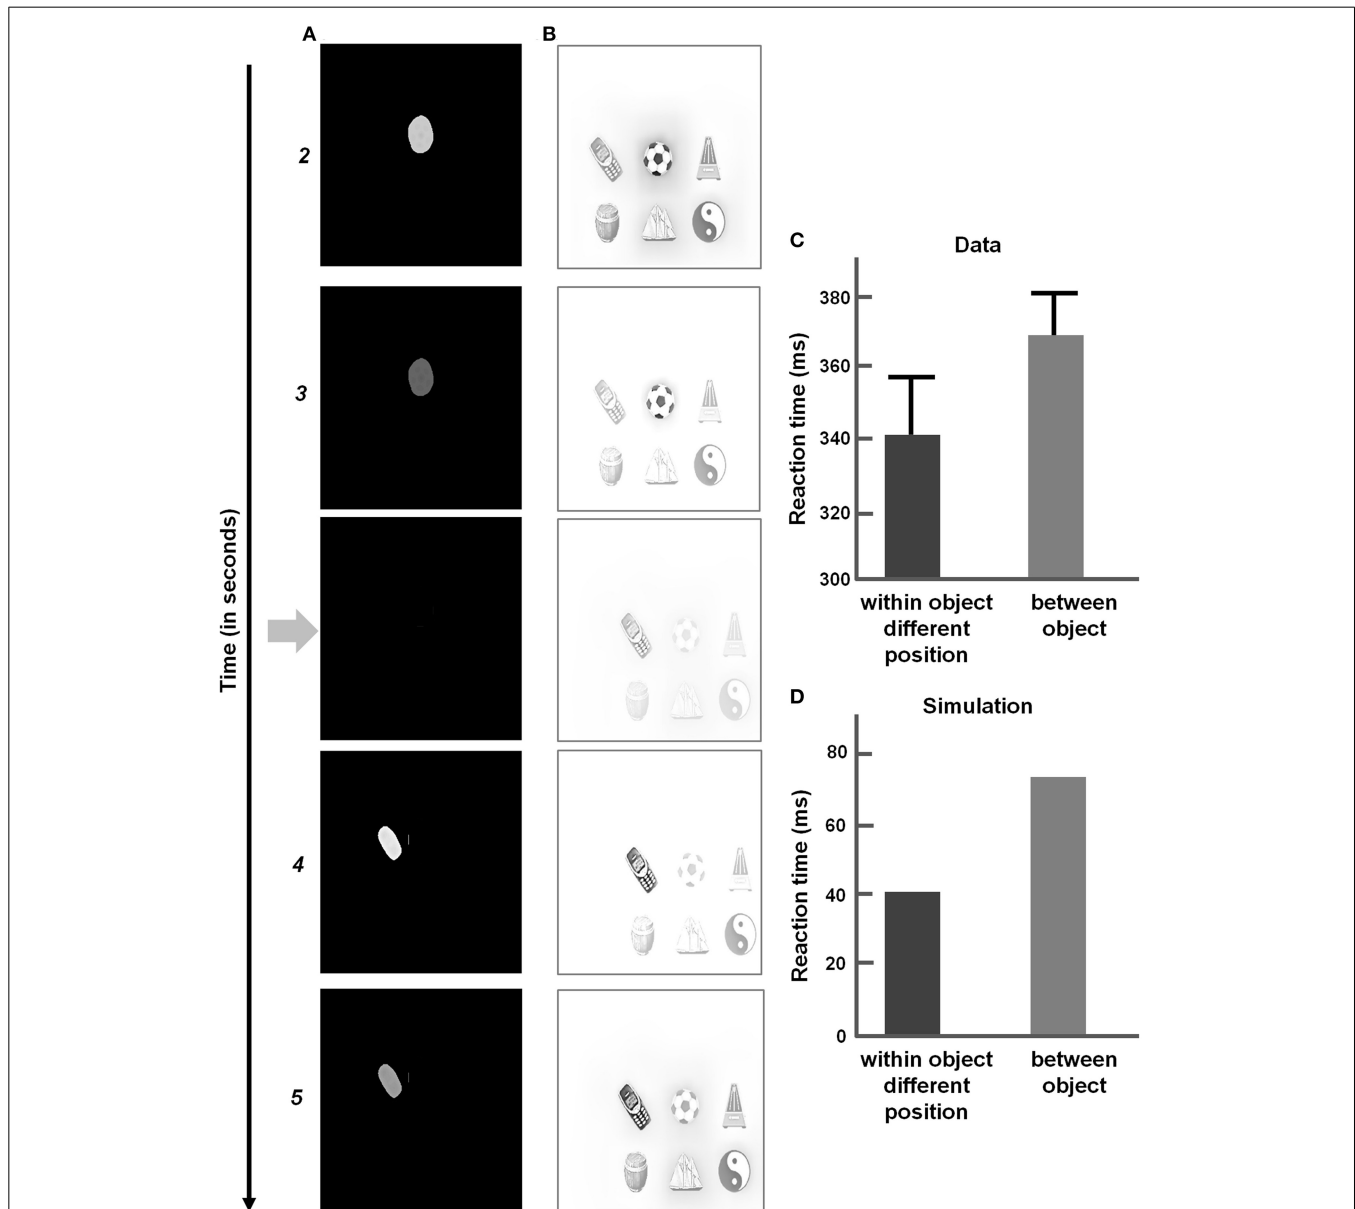 A
B
2
3
Time (in seconds)
4
5
C
Data
380
360
340
320
300
Reaction time (ms)
within object
different
position
between
object
D
Simulation
80
60
40
20
0
Reaction time (ms)
within object
different
position
between
object